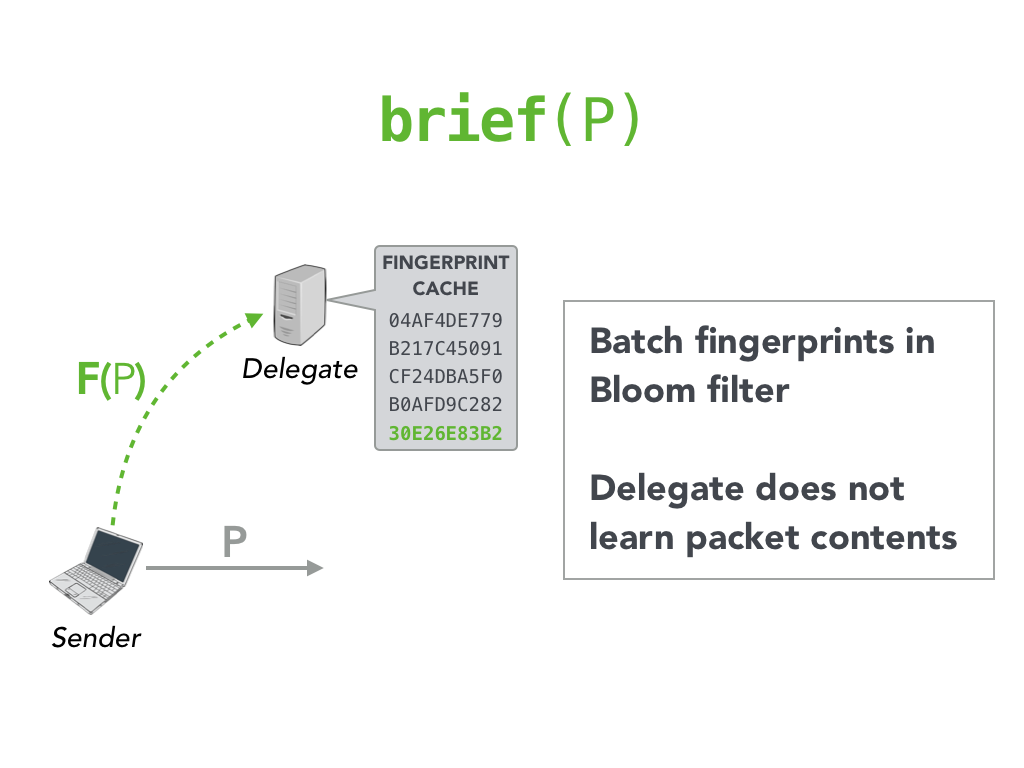 brief(P)
FINGERPRINT
CACHE
04AF4DE779
B217C45091
CF24DBA5F0
B0AFD9C282
30E26E83B2
Delegate
F(P)
P
Sender
Batch fingerprints in
Bloom filter
Delegate does not
learn packet contents